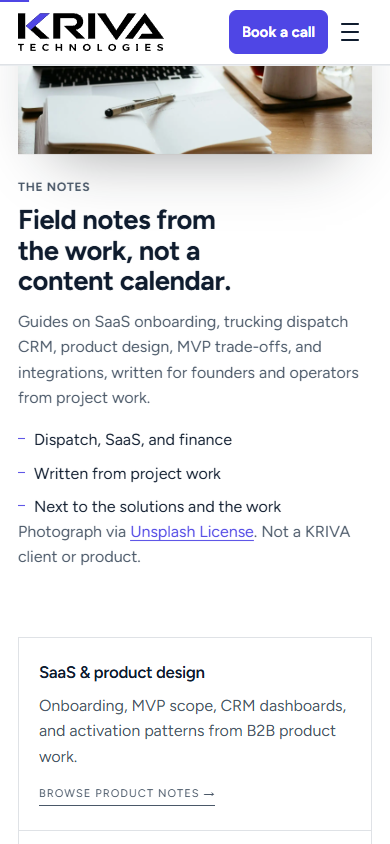 KRIVA
TECHNOLOGIES
Book a call
THE NOTES
Field notes from
the work, not a
content calendar.
Guides on SaaS onboarding, trucking dispatch
CRM, product design, MVP trade-offs, and
integrations, written for founders and operators
from project work.
– Dispatch, SaaS, and finance
– Written from project work
– Next to the solutions and the work
Photograph via Unsplash License. Not a KRIVA
client or product.
SaaS & product design
Onboarding, MVP scope, CRM dashboards,
and activation patterns from B2B product
work.
BROWSE PRODUCT NOTES →